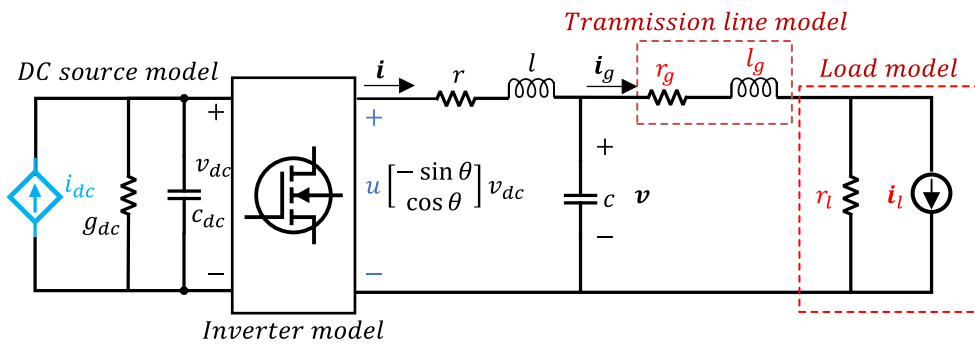 Tranmission line model
DC source model
i
r
l
i_g
r_g
l_g
Load model
+
+
+
i_dc
g_dc
v_dc
c_dc
u [− sin θ
cos θ] v_dc
c
v
r_l
i_l
−
−
−
Inverter model